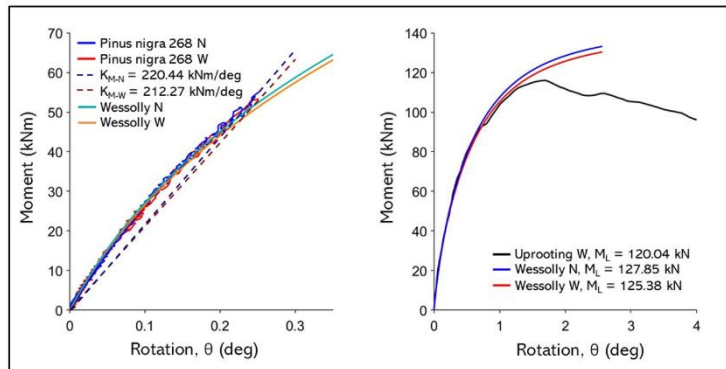 70
60
50
40
30
20
10
0
Moment (kNm)
0
0.1
0.2
0.3
Rotation, θ (deg)
Pinus nigra 268 N
Pinus nigra 268 W
K_M-N = 220.44 kNm/deg
K_M-W = 212.27 kNm/deg
Wessolly N
Wessolly W
140
120
100
80
60
40
20
0
Moment (kNm)
0
1
2
3
4
Rotation, θ (deg)
Uprooting W, M_L = 120.04 kN
Wessolly N, M_L = 127.85 kN
Wessolly W, M_L = 125.38 kN